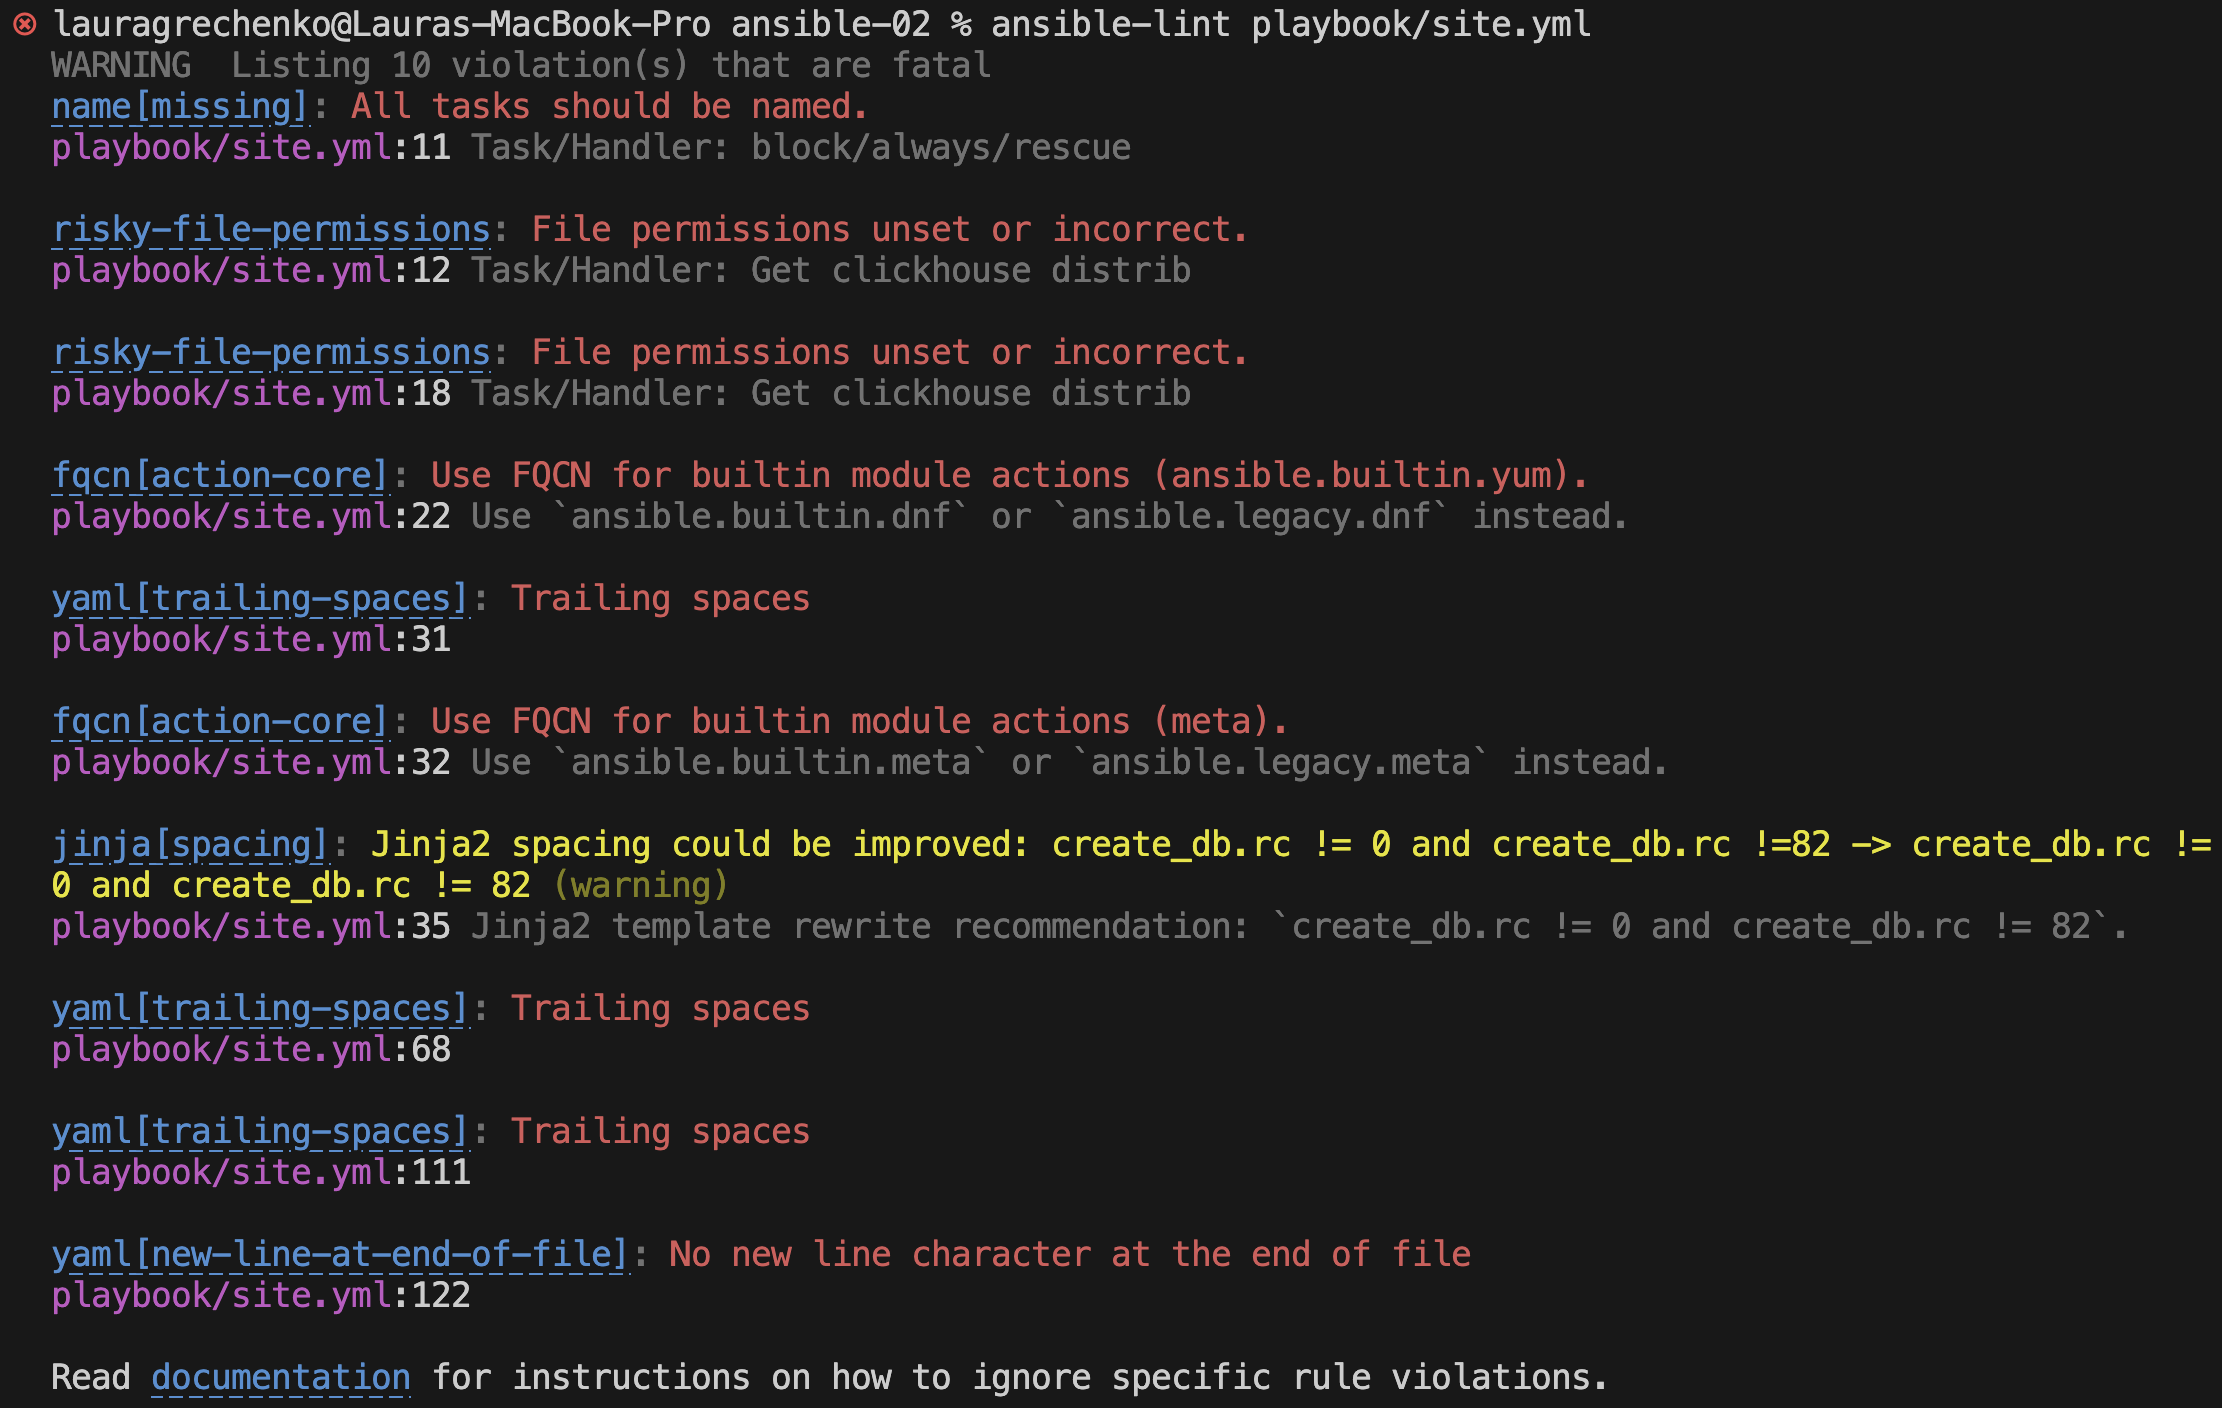 lauragrechenko@Lauras-MacBook-Pro ansible-02 % ansible-lint playbook/site.yml
WARNING  Listing 10 violation(s) that are fatal
name[missing]: All tasks should be named.
playbook/site.yml:11 Task/Handler: block/always/rescue
risky-file-permissions: File permissions unset or incorrect.
playbook/site.yml:12 Task/Handler: Get clickhouse distrib
risky-file-permissions: File permissions unset or incorrect.
playbook/site.yml:18 Task/Handler: Get clickhouse distrib
fqcn[action-core]: Use FQCN for builtin module actions (ansible.builtin.yum).
playbook/site.yml:22 Use `ansible.builtin.dnf` or `ansible.legacy.dnf` instead.
yaml[trailing-spaces]: Trailing spaces
playbook/site.yml:31
fqcn[action-core]: Use FQCN for builtin module actions (meta).
playbook/site.yml:32 Use `ansible.builtin.meta` or `ansible.legacy.meta` instead.
jinja[spacing]: Jinja2 spacing could be improved: create_db.rc != 0 and create_db.rc !=82 -> create_db.rc !=
0 and create_db.rc != 82 (warning)
playbook/site.yml:35 Jinja2 template rewrite recommendation: `create_db.rc != 0 and create_db.rc != 82`.
yaml[trailing-spaces]: Trailing spaces
playbook/site.yml:68
yaml[trailing-spaces]: Trailing spaces
playbook/site.yml:111
yaml[new-line-at-end-of-file]: No new line character at the end of file
playbook/site.yml:122
Read documentation for instructions on how to ignore specific rule violations.